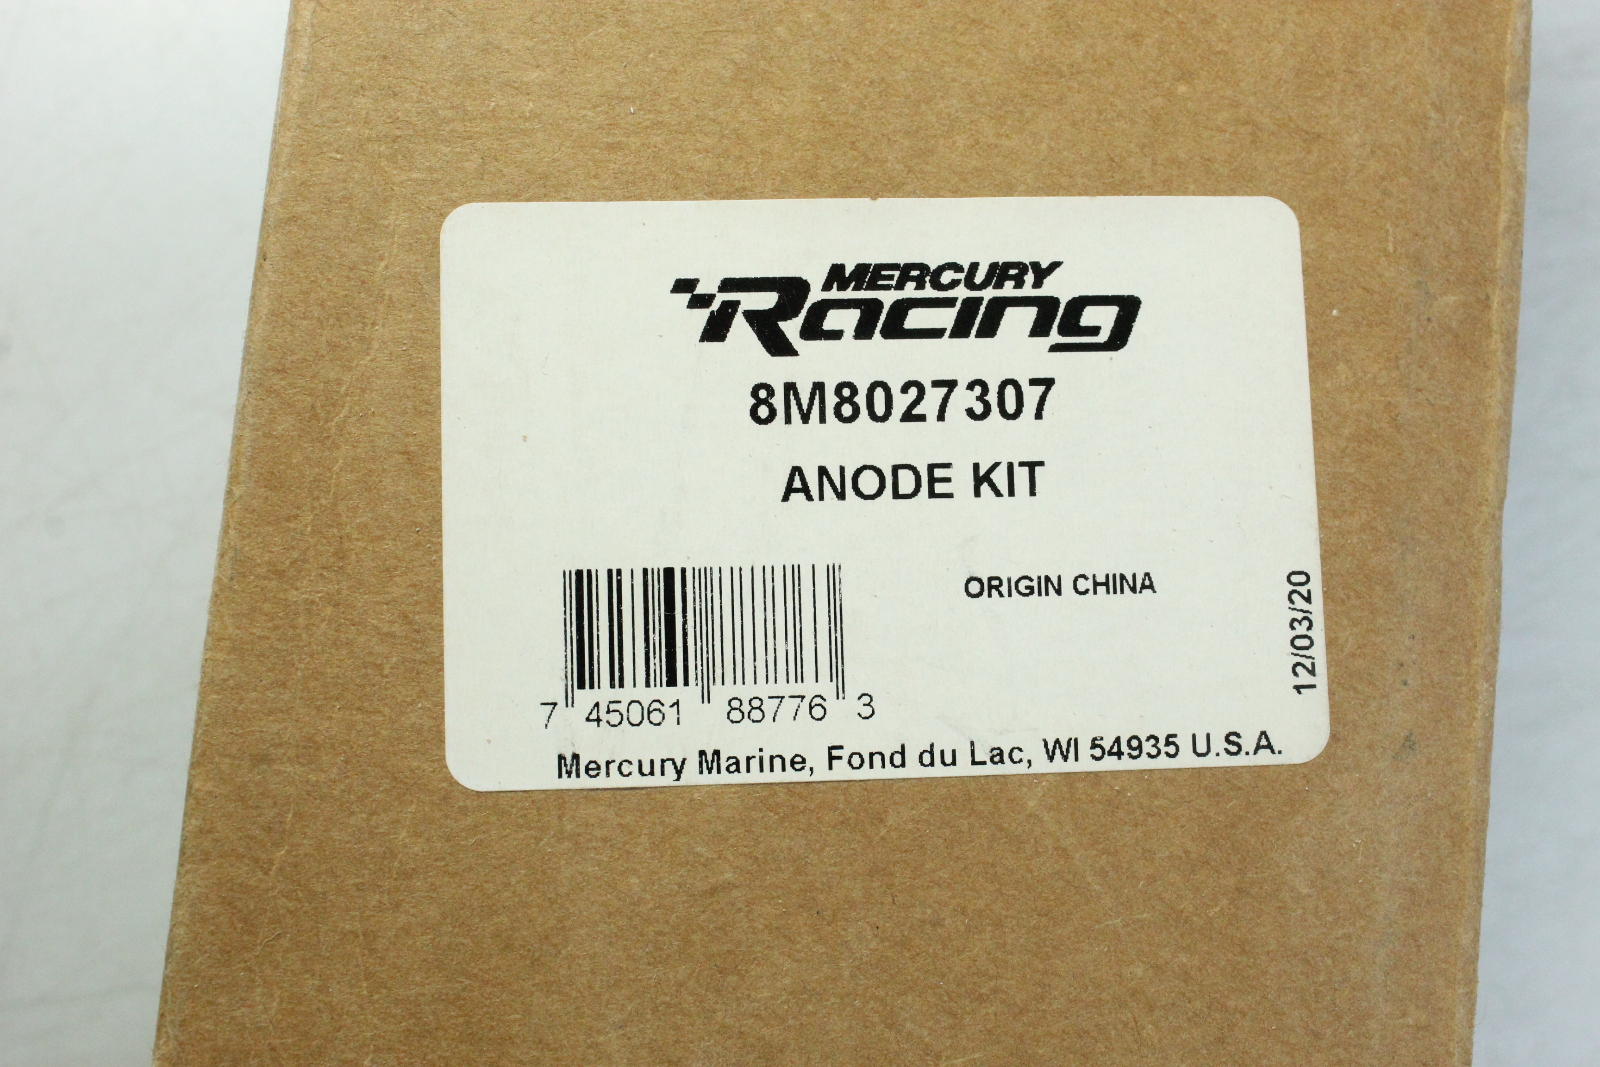 MERCURY
Racing
8M8027307
ANODE KIT
ORIGIN CHINA
12/03/20
7 45061 88776 3
Mercury Marine, Fond du Lac, WI 54935 U.S.A.